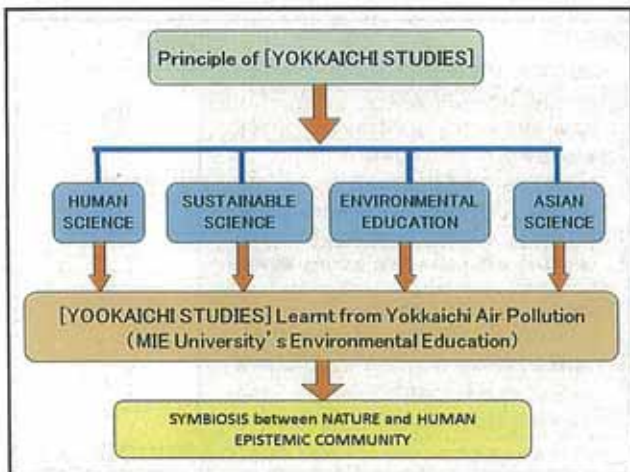 Principle of [YOKKAICHI STUDIES]
HUMAN
SCIENCE
SUSTAINABLE
SCIENCE
ENVIRONMENTAL
EDUCATION
ASIAN
SCIENCE
[YOOKAICHI STUDIES] Learnt from Yokkaichi Air Pollution
(MIE University's Environmental Education)
SYMBIOSIS between NATURE and HUMAN
EPISTEMIC COMMUNITY